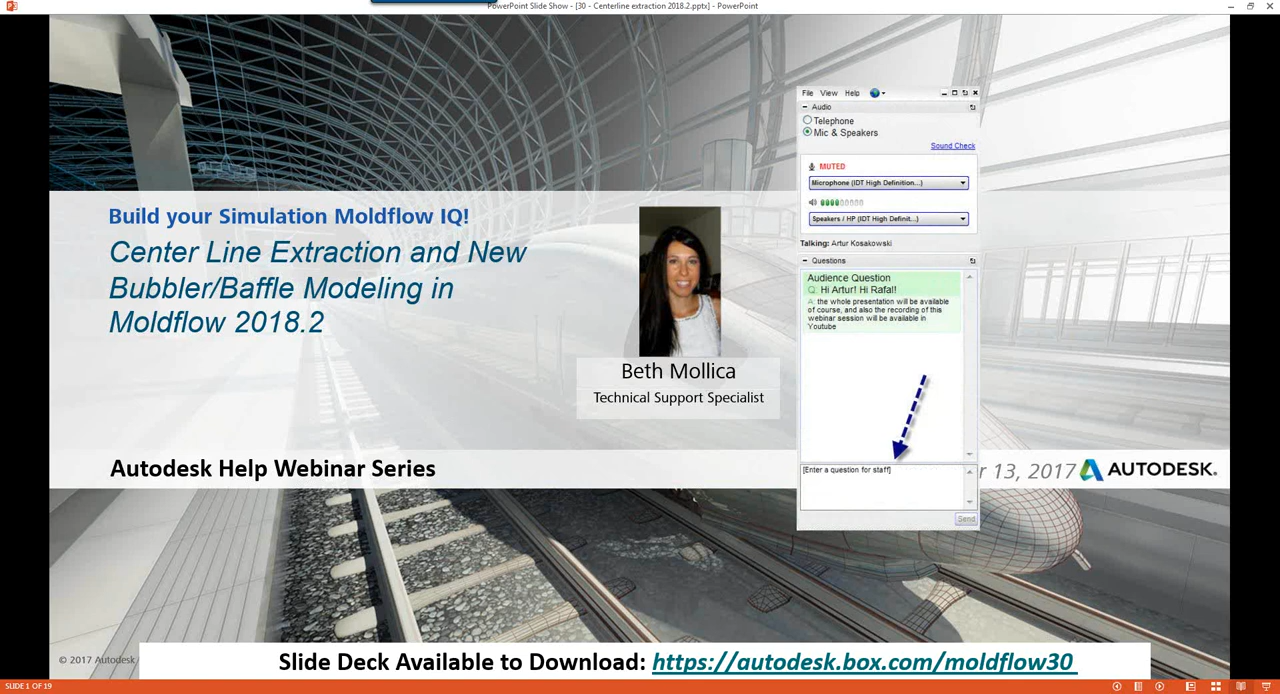 PowerPoint Slide Show - [30 - Centerline extraction 2018.2.pptx] - PowerPoint
Build your Simulation Moldflow IQ!
Center Line Extraction and New
Bubbler/Baffle Modeling in
Moldflow 2018.2
Beth Mollica
Technical Support Specialist
File View Help
Audio
Telephone
Mic & Speakers
Sound Check
MUTED
Microphone (IDT High Definition...)
Speakers / HP (IDT High Definit...)
Talking: Artur Kosakowski
Questions
Audience Question
Q: Hi Artur! Hi Rafal!
A: the whole presentation will be available
of course, and also the recording of this
webinar session will be available in
Youtube
[Enter a question for staff]
Send
Autodesk Help Webinar Series
r 13, 2017
AUTODESK.
© 2017 Autodesk
Slide Deck Available to Download: https://autodesk.box.com/moldflow30
SLIDE 1 OF 19